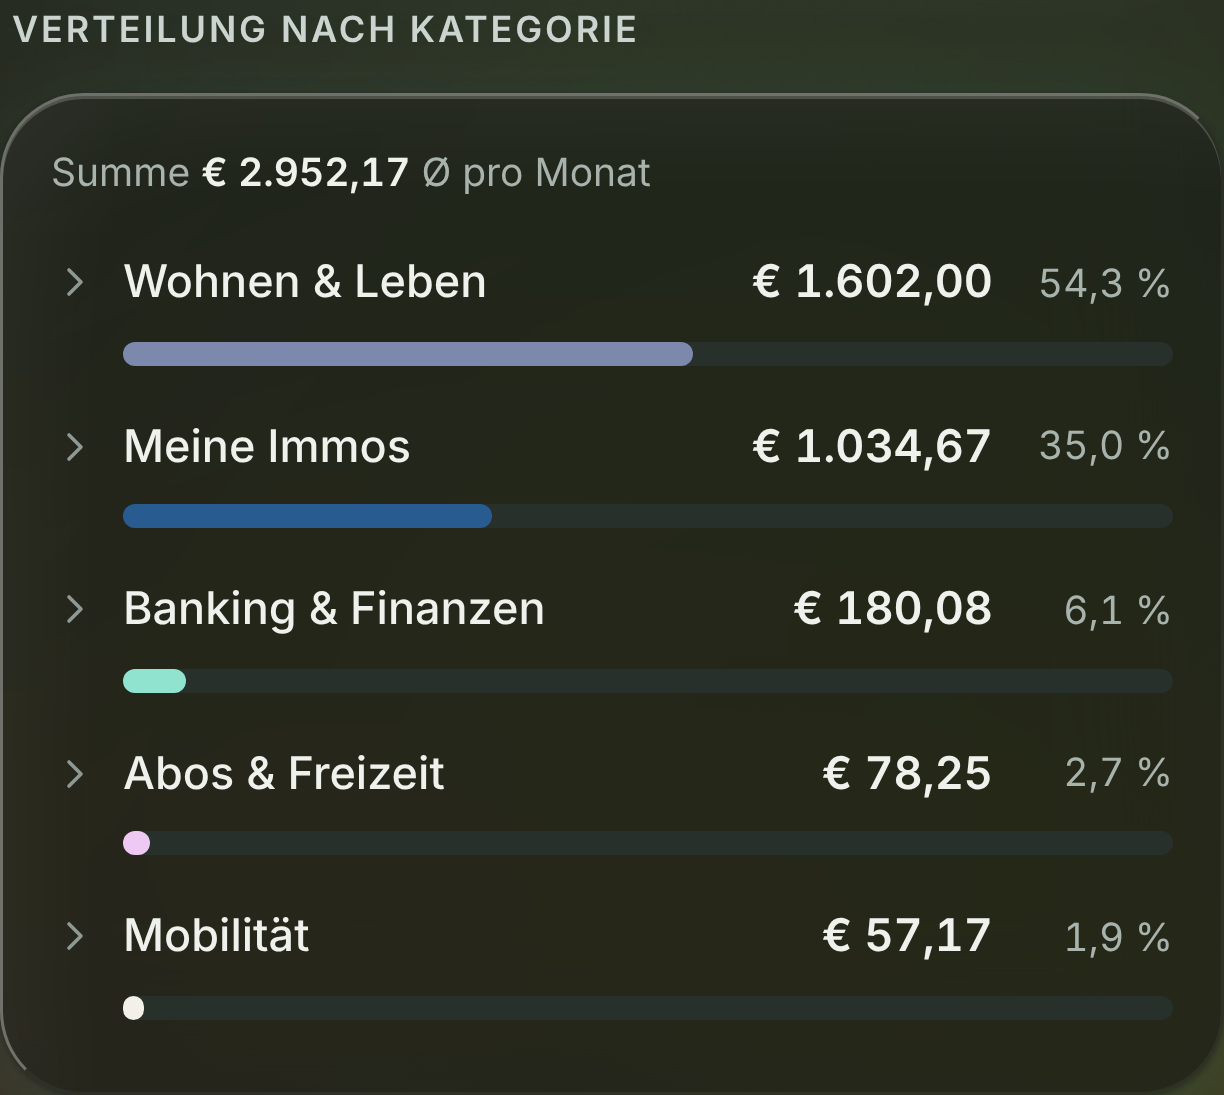 VERTEILUNG NACH KATEGORIE
Summe € 2.952,17 Ø pro Monat
Wohnen & Leben € 1.602,00 54,3 %
Meine Immos € 1.034,67 35,0 %
Banking & Finanzen € 180,08 6,1 %
Abos & Freizeit € 78,25 2,7 %
Mobilität € 57,17 1,9 %